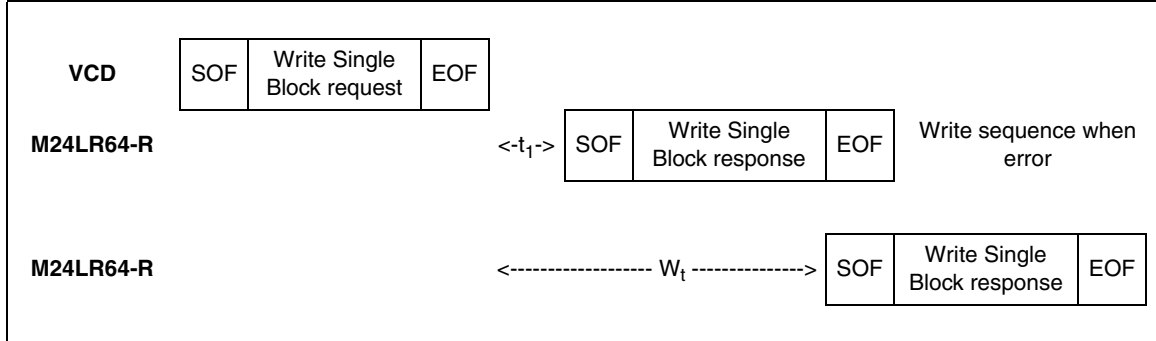 VCD SOF Write Single Block request EOF
M24LR64-R <-t1-> SOF Write Single Block response EOF Write sequence when error
M24LR64-R <------------------- Wt ---------------> SOF Write Single Block response EOF